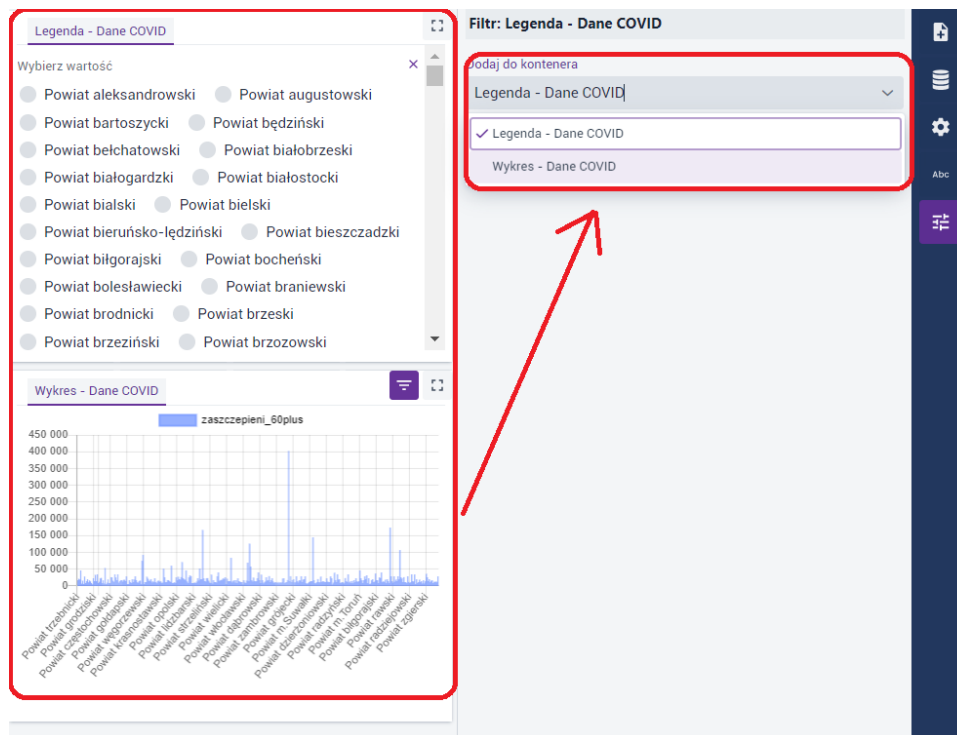 Legenda - Dane COVID
Wybierz wartość
Powiat aleksandrowski Powiat augustowski
Powiat bartoszycki Powiat będziński
Powiat bełchatowski Powiat białobrzeski
Powiat białogardzki Powiat białostocki
Powiat bialski Powiat bielski
Powiat bieruńsko-lędziński Powiat bieszczadzki
Powiat biłgorajski Powiat bocheński
Powiat bolesławiecki Powiat braniewski
Powiat brodnicki Powiat brzeski
Powiat brzeziński Powiat brzozowski
Wykres - Dane COVID
zaszczepieni_60plus
450 000
400 000
350 000
300 000
250 000
200 000
150 000
100 000
50 000
0
Powiat trzebnicki
Powiat grodziski
Powiat częstochowski
Powiat gołdapski
Powiat węgorzewski
Powiat krasnostawski
Powiat opolski
Powiat lidzbarski
Powiat strzeliński
Powiat wielicki
Powiat włocławski
Powiat dąbrowski
Powiat zambrowski
Powiat grójecki
Powiat m.Suwałki
Powiat dzierżoniowski
Powiat radzyński
Powiat m.Toruń
Powiat biłgorajski
Powiat rawski
Powiat radziejowski
Powiat zgierski
Filtr: Legenda - Dane COVID
Dodaj do kontenera
Legenda - Dane COVID
Legenda - Dane COVID
Wykres - Dane COVID
Abc